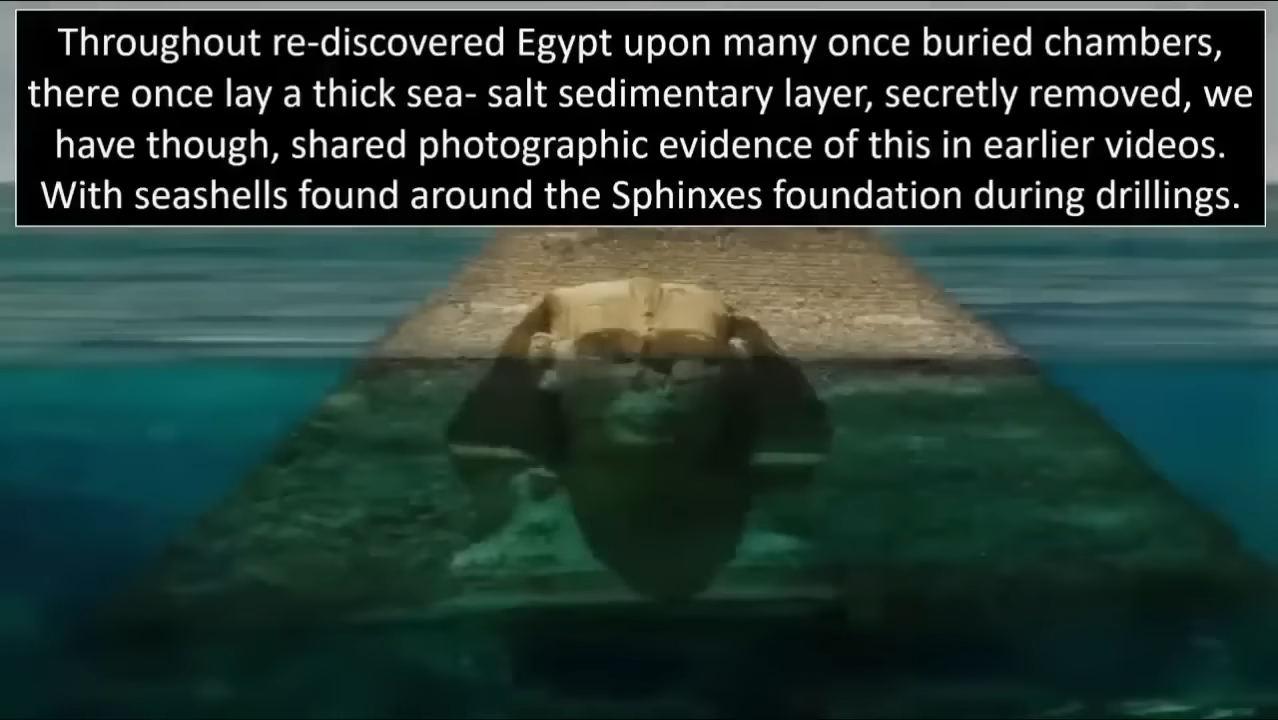 Throughout re-discovered Egypt upon many once buried chambers,
there once lay a thick sea- salt sedimentary layer, secretly removed, we
have though, shared photographic evidence of this in earlier videos.
With seashells found around the Sphinxes foundation during drillings.